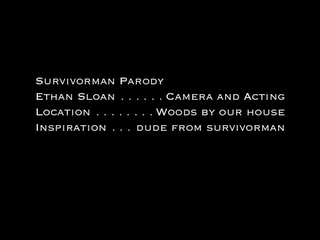 Survivorman Parody
Ethan Sloan . . . . . . Camera and Acting
Location . . . . . . . . Woods by our house
Inspiration . . . dude from survivorman